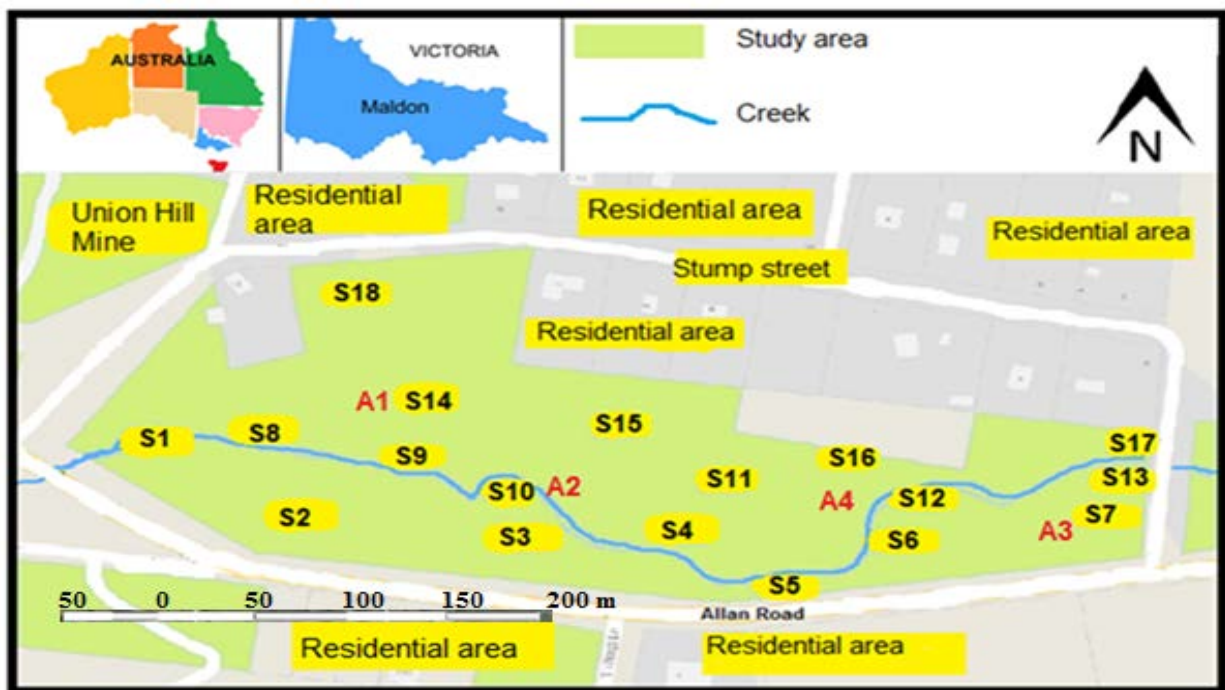 AUSTRALIA
VICTORIA
Maldon
Study area
Creek
N
Union Hill
Mine
Residential
area
Residential area
Residential area
Stump street
S18
Residential area
A1
S14
S15
S1
S8
S9
S16
S17
S10
A2
S11
A4
S12
S13
S2
S3
S4
S6
A3
S7
S5
50 0 50 100 150 200 m
Allan Road
Residential area
Residential area